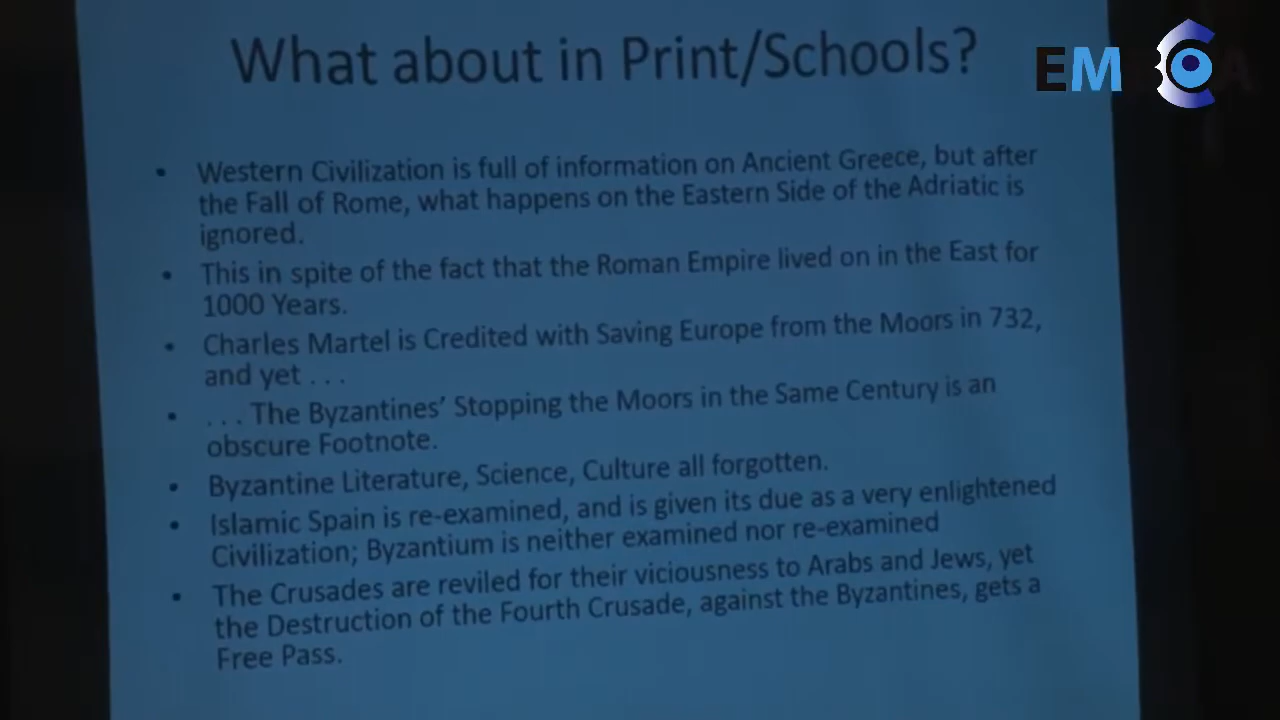 What about in Print/Schools?
EM
• Western Civilization is full of information on Ancient Greece, but after
the Fall of Rome, what happens on the Eastern Side of the Adriatic is
ignored.
• This in spite of the fact that the Roman Empire lived on in the East for
1000 Years.
• Charles Martel is Credited with Saving Europe from the Moors in 732,
and yet . . .
• . . . The Byzantines’ Stopping the Moors in the Same Century is an
obscure Footnote.
• Byzantine Literature, Science, Culture all forgotten.
• Islamic Spain is re-examined, and is given its due as a very enlightened
Civilization; Byzantium is neither examined nor re-examined
• The Crusades are reviled for their viciousness to Arabs and Jews, yet
the Destruction of the Fourth Crusade, against the Byzantines, gets a
Free Pass.